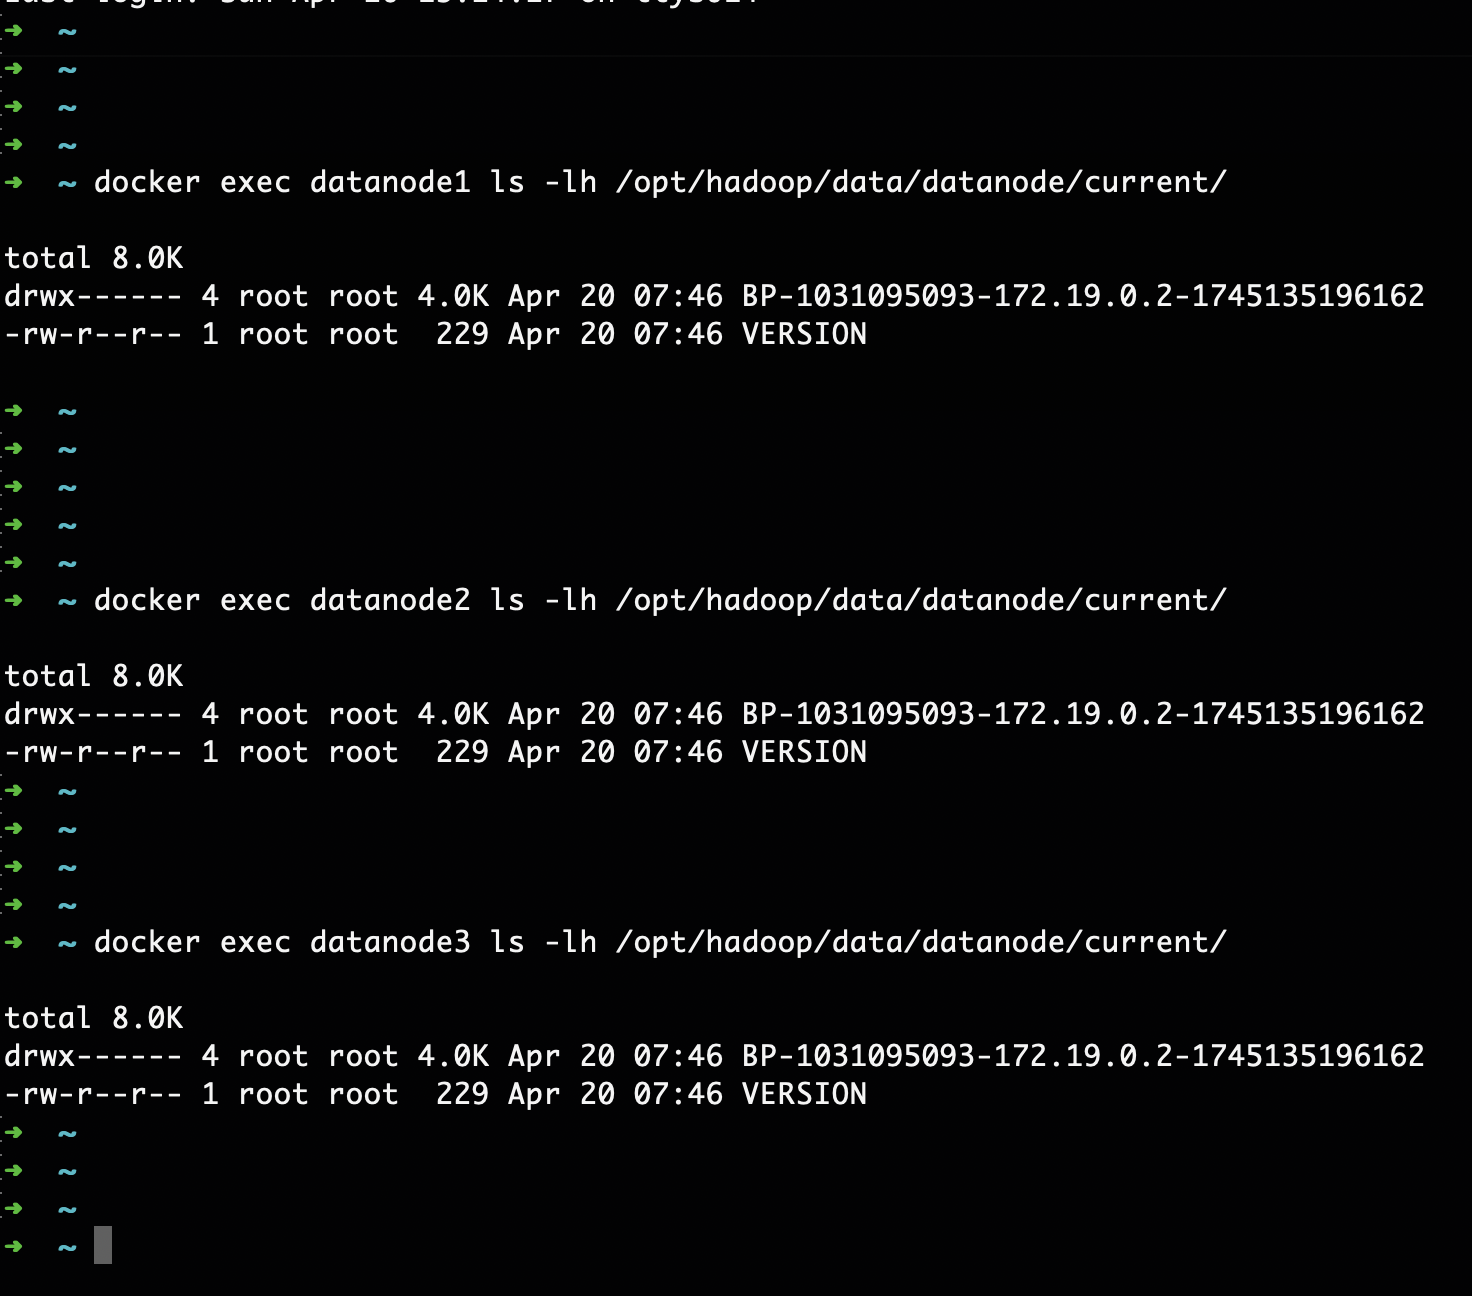 ➜  ~
➜  ~
➜  ~
➜  ~
➜  ~ docker exec datanode1 ls -lh /opt/hadoop/data/datanode/current/
total 8.0K
drwx------ 4 root root 4.0K Apr 20 07:46 BP-1031095093-172.19.0.2-1745135196162
-rw-r--r-- 1 root root  229 Apr 20 07:46 VERSION
➜  ~
➜  ~
➜  ~
➜  ~
➜  ~
➜  ~ docker exec datanode2 ls -lh /opt/hadoop/data/datanode/current/
total 8.0K
drwx------ 4 root root 4.0K Apr 20 07:46 BP-1031095093-172.19.0.2-1745135196162
-rw-r--r-- 1 root root  229 Apr 20 07:46 VERSION
➜  ~
➜  ~
➜  ~
➜  ~
➜  ~ docker exec datanode3 ls -lh /opt/hadoop/data/datanode/current/
total 8.0K
drwx------ 4 root root 4.0K Apr 20 07:46 BP-1031095093-172.19.0.2-1745135196162
-rw-r--r-- 1 root root  229 Apr 20 07:46 VERSION
➜  ~
➜  ~
➜  ~
➜  ~